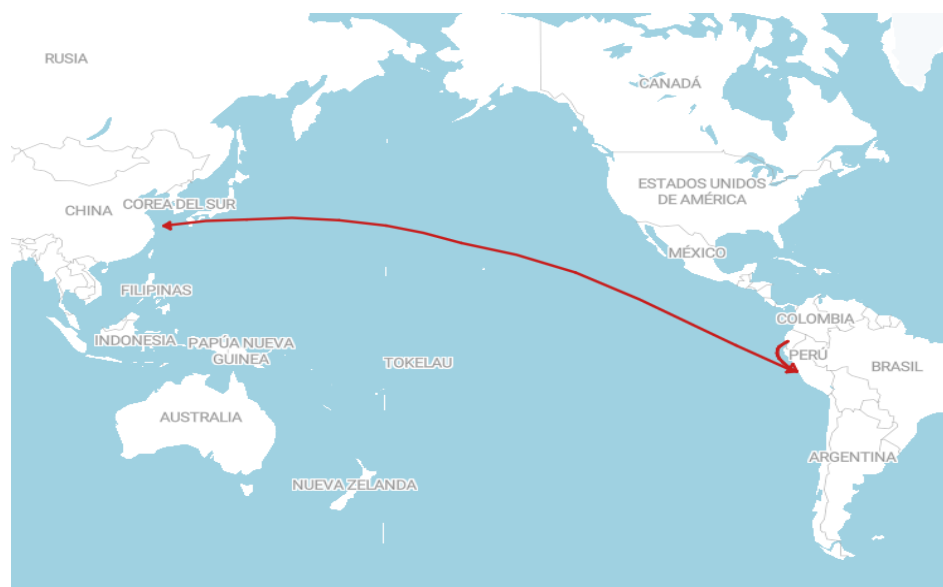 RUSIA
CANADÁ
ESTADOS UNIDOS
DE AMÉRICA
COREA DEL SUR
CHINA
MÉXICO
FILIPINAS
COLOMBIA
INDONESIA
PAPÚA NUEVA
GUINEA
PERÚ
TOKELAU
BRASIL
AUSTRALIA
ARGENTINA
NUEVA ZELANDA